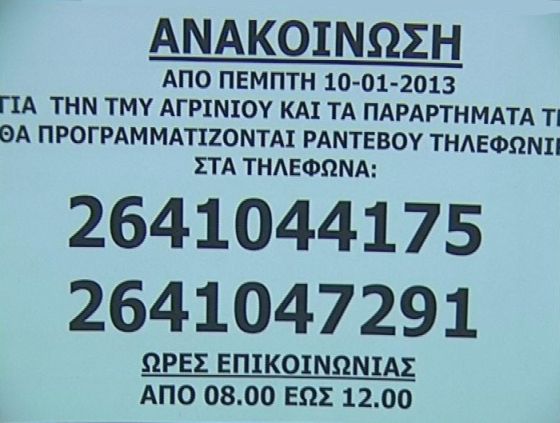 ΑΝΑΚΟΙΝΩΣΗ
ΑΠΟ ΠΕΜΠΤΗ 10-01-2013
ΓΙΑ ΤΗΝ ΤΜΥ ΑΓΡΙΝΙΟΥ ΚΑΙ ΤΑ ΠΑΡΑΡΤΗΜΑΤΑ
ΘΑ ΠΡΟΓΡΑΜΜΑΤΙΖΟΝΤΑΙ ΡΑΝΤΕΒΟΥ
ΣΤΑ ΤΗΛΕΦΩΝΑ:
2641044175
2641047291
ΩΡΕΣ ΕΠΙΚΟΙΝΩΝΙΑΣ
ΑΠΟ 08.00 ΕΩΣ 12.00